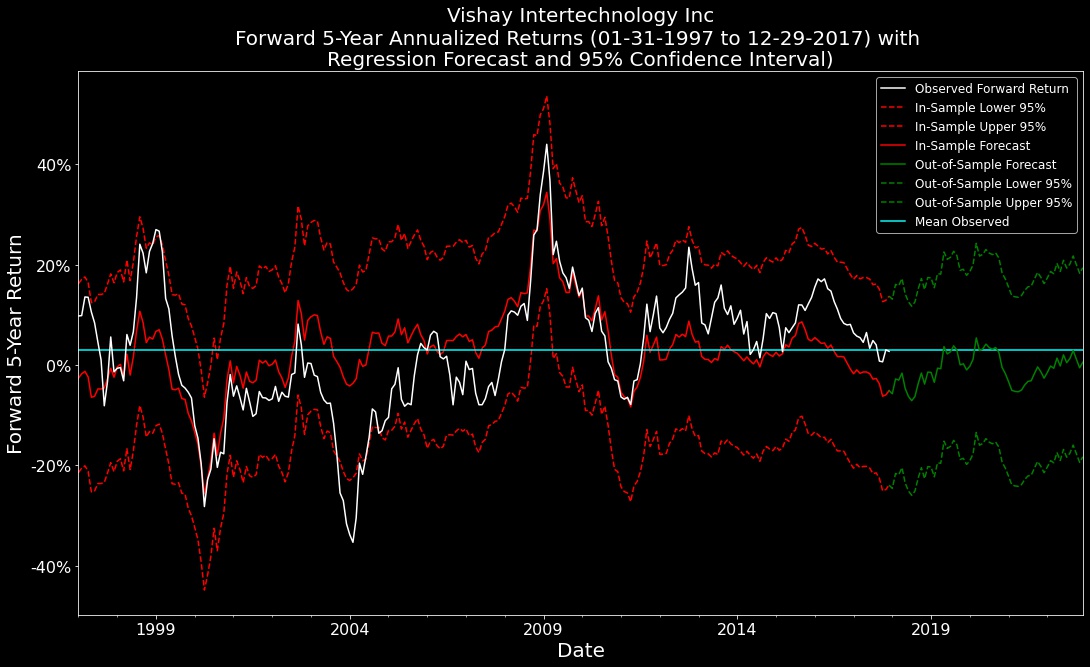 Vishay Intertechnology Inc
Forward 5-Year Annualized Returns (01-31-1997 to 12-29-2017) with
Regression Forecast and 95% Confidence Interval)
Observed Forward Return
In-Sample Lower 95%
In-Sample Upper 95%
In-Sample Forecast
Out-of-Sample Forecast
Out-of-Sample Lower 95%
Out-of-Sample Upper 95%
Mean Observed
Forward 5-Year Return
40%
20%
0%
-20%
-40%
1999
2004
2009
2014
2019
Date